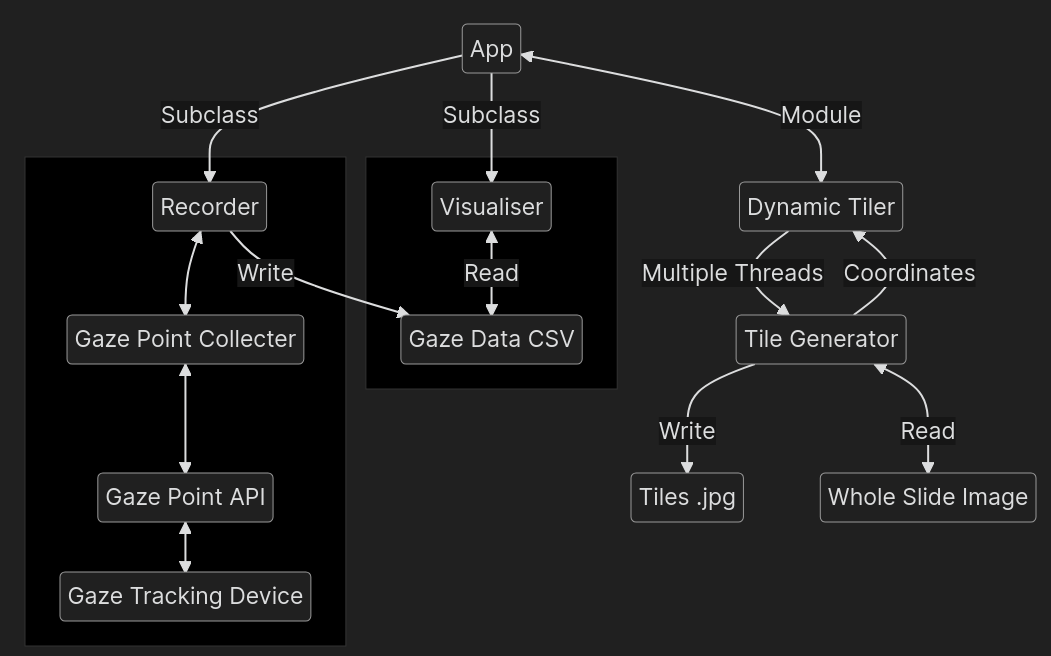 App
Subclass
Subclass
Module
Recorder
Visualiser
Dynamic Tiler
Write
Read
Multiple Threads
Coordinates
Gaze Point Collecter
Gaze Data CSV
Tile Generator
Write
Read
Gaze Point API
Tiles .jpg
Whole Slide Image
Gaze Tracking Device